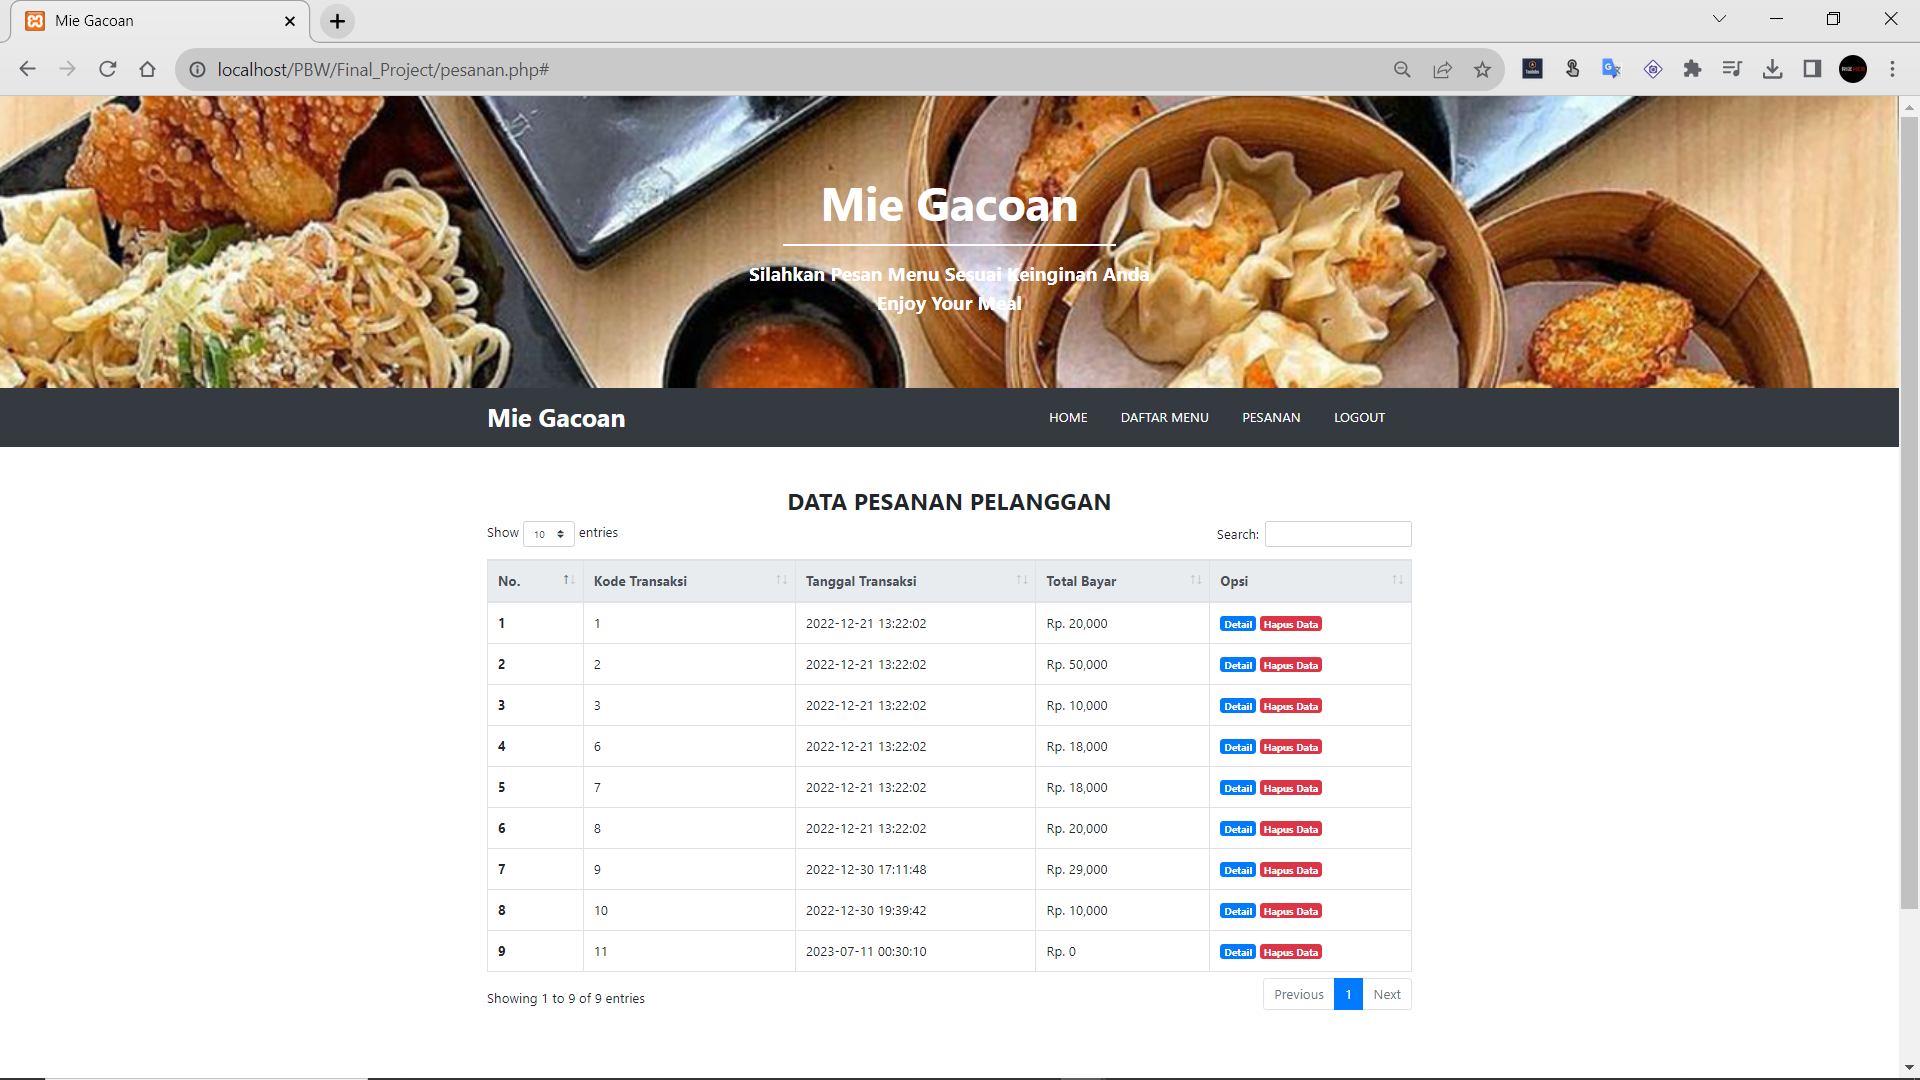 Mie Gacoan
localhost/PBW/Final_Project/pesanan.php#
Mie Gacoan
Silahkan Pesan Menu Sesuai Keinginan Anda
Enjoy Your Meal
Mie Gacoan HOME DAFTAR MENU PESANAN LOGOUT
DATA PESANAN PELANGGAN
Show 10 entries Search:
No. Kode Transaksi Tanggal Transaksi Total Bayar Opsi
1 1 2022-12-21 13:22:02 Rp. 20,000 Detail Hapus Data
2 2 2022-12-21 13:22:02 Rp. 50,000 Detail Hapus Data
3 3 2022-12-21 13:22:02 Rp. 10,000 Detail Hapus Data
4 6 2022-12-21 13:22:02 Rp. 18,000 Detail Hapus Data
5 7 2022-12-21 13:22:02 Rp. 18,000 Detail Hapus Data
6 8 2022-12-21 13:22:02 Rp. 20,000 Detail Hapus Data
7 9 2022-12-30 17:11:48 Rp. 29,000 Detail Hapus Data
8 10 2022-12-30 19:39:42 Rp. 10,000 Detail Hapus Data
9 11 2023-07-11 00:30:10 Rp. 0 Detail Hapus Data
Showing 1 to 9 of 9 entries Previous 1 Next